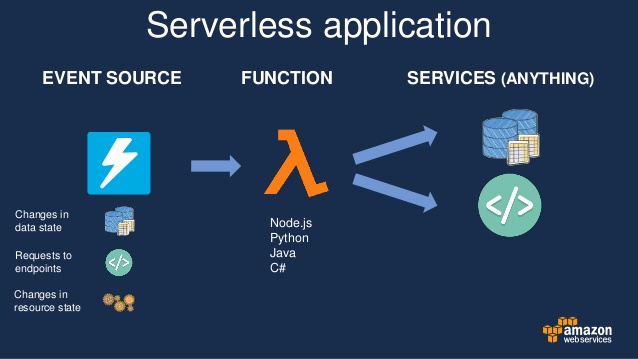 Serverless application
EVENT SOURCE
FUNCTION
SERVICES (ANYTHING)
</>
Changes in
data state
Requests to
endpoints
</>
Changes in
resource state
Node.js
Python
Java
C#
</>
amazon
webservices